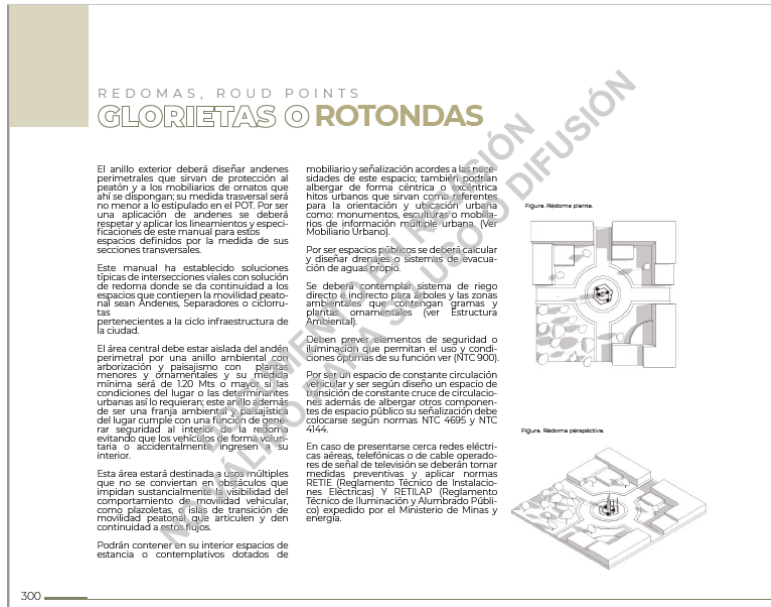 REDOMAS, ROUD POINTS
GLORIETAS O ROTONDAS
El anillo exterior deberá diseñar andenes
perimetrales que sirvan de protección al
peatón y a los mobiliarios de ornatos que
ahí se dispongan; su medida trasversal será
no menor a lo estipulado en el POT. Por ser
una aplicación de andenes se deberá
respetar y aplicar los lineamientos y especi-
ficaciones de este manual para estos
espacios definidos por la medida de sus
secciones transversales.
Este manual ha establecido soluciones
típicas de intersecciones viales con solución
de redoma donde se da continuidad a los
espacios que contienen la movilidad peato-
nal sean Andenes, Separadores o ciclorru-
tas
pertenecientes a la ciclo infraestructura de
la ciudad.
El área central debe estar aislada del andén
perimetral por una anillo ambiental con
arborización y paisajismo con plantas
menores y ornamentales y su medida
mínima será de 1.20 Mts o mayor si las
condiciones del lugar o las determinantes
urbanas así lo requieran; este anillo además
de ser una franja ambiental y paisajística
del lugar cumple con una función de gene-
rar seguridad al interior de la redoma
evitando que los vehículos de forma volun-
taria o accidentalmente ingresen a su
interior.
Esta área estará destinada a usos múltiples
que no se conviertan en obstáculos que
impidan sustancialmente la visibilidad del
comportamiento de movilidad vehicular,
como plazoletas, e islas de transición de
movilidad peatonal que articulen y den
continuidad a estos flujos.
Podrán contener en su interior espacios de
estancia o contemplativos dotados de
mobiliario y señalización acordes a las nece-
sidades de este espacio; también podrían
albergar de forma céntrica o excéntrica
hitos urbanos que sirvan como referentes
para la orientación y ubicación urbana
como: monumentos, esculturas o mobilia-
rios de información múltiple urbana. (Ver
Mobiliario Urbano).
Por ser espacios públicos se deberá calcular
y diseñar drenajes o sistemas de evacua-
ción de aguas propio.
Se deberá contemplar sistema de riego
directo e indirecto para árboles y las zonas
ambientales que contengan gramas y
plantas ornamentales (ver Estructura
Ambiental).
Deben prever elementos de seguridad o
iluminación que permitan el uso y condi-
ciones óptimas de su función ver (NTC 900).
Por ser un espacio de constante circulación
vehicular y ser según diseño un espacio de
transición de constante cruce de circulacio-
nes además de albergar otros componen-
tes de espacio público su señalización debe
colocarse según normas NTC 4695 y NTC
4144.
En caso de presentarse cerca redes eléctri-
cas aéreas, telefónicas o de cable operado-
res de señal de televisión se deberán tomar
medidas preventivas y aplicar normas
RETIE (Reglamento Técnico de Instalacio-
nes Eléctricas) Y RETILAP (Reglamento
Técnico de Iluminación y Alumbrado Públi-
co) expedido por el Ministerio de Minas y
energía.
Figura. Redoma planta.
Figura. Redoma perspectiva.
DOCUMENTO EN REVISIÓN
NO VÁLIDO PARA SU USO O DIFUSIÓN
300